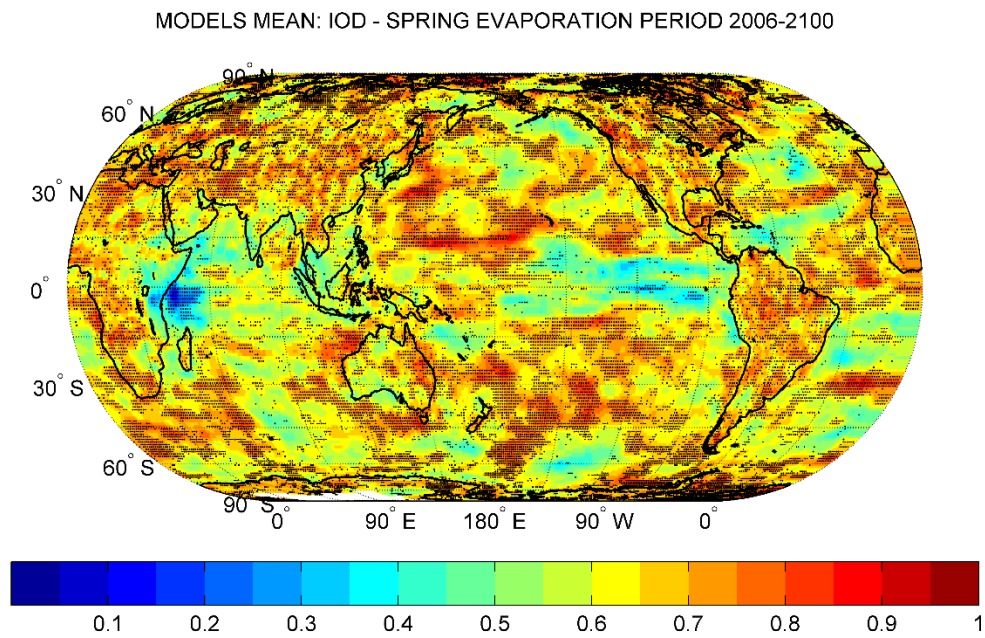 MODELS MEAN: IOD - SPRING EVAPORATION PERIOD 2006-2100
90° N
60° N
30° N
0°
30° S
60° S
90° S
0° 90° E 180° E 90° W 0°
0.1 0.2 0.3 0.4 0.5 0.6 0.7 0.8 0.9 1